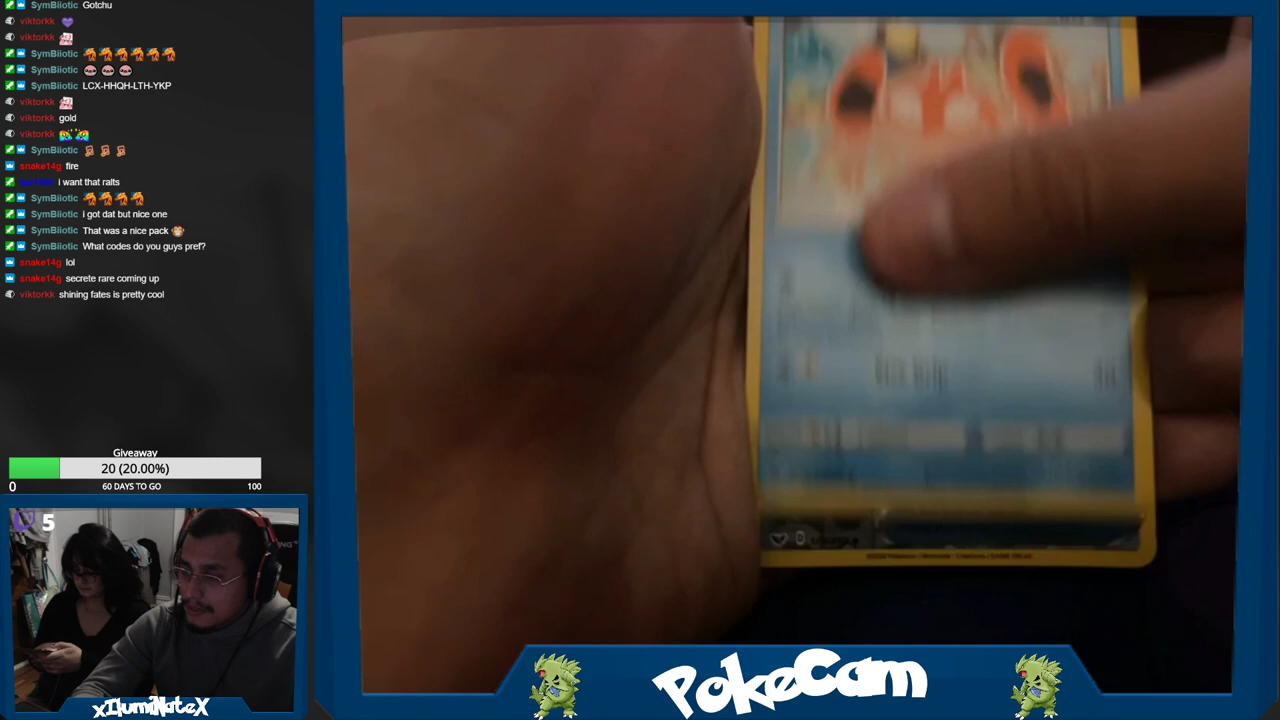 SymBiiotic Gotchu
viktorkk
viktorkk
SymBiiotic
SymBiiotic
SymBiiotic LCX-HHQH-LTH-YKP
viktorkk
viktorkk gold
viktorkk
SymBiiotic
snake14g fire
i want that ralts
SymBiiotic
SymBiiotic i got dat but nice one
SymBiiotic That was a nice pack
SymBiiotic What codes do you guys pref?
snake14g lol
snake14g secrete rare coming up
viktorkk shining fates is pretty cool
Giveaway
20 (20.00%)
0 60 DAYS TO GO 100
5
xIlumiNateX
PokeCam